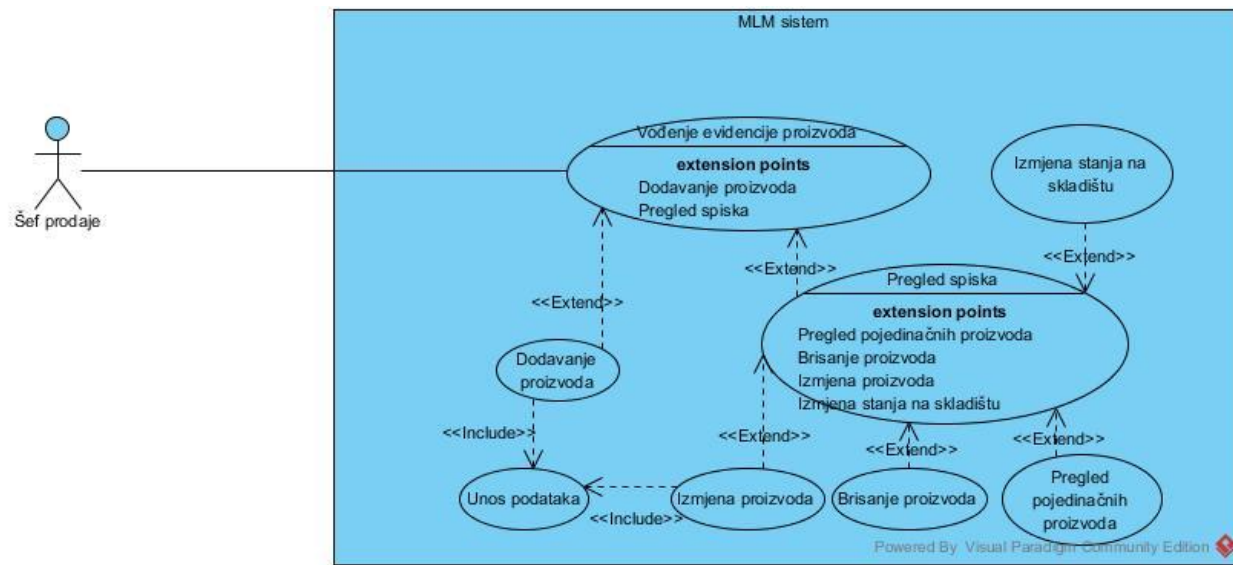 MLM sistem
Šef prodaje
Vođenje evidencije proizvoda
extension points
Dodavanje proizvoda
Pregled spiska
Izmjena stanja na
skladištu
<<Extend>>
<<Extend>>
<<Extend>>
Pregled spiska
extension points
Pregled pojedinačnih proizvoda
Brisanje proizvoda
Izmjena proizvoda
Izmjena stanja na skladištu
Dodavanje
proizvoda
<<Include>>
<<Extend>>
<<Extend>>
<<Extend>>
Unos podataka
<<Include>>
Izmjena proizvoda
Brisanje proizvoda
Pregled
pojedinačnih
proizvoda
Powered By Visual Paradigm Community Edition